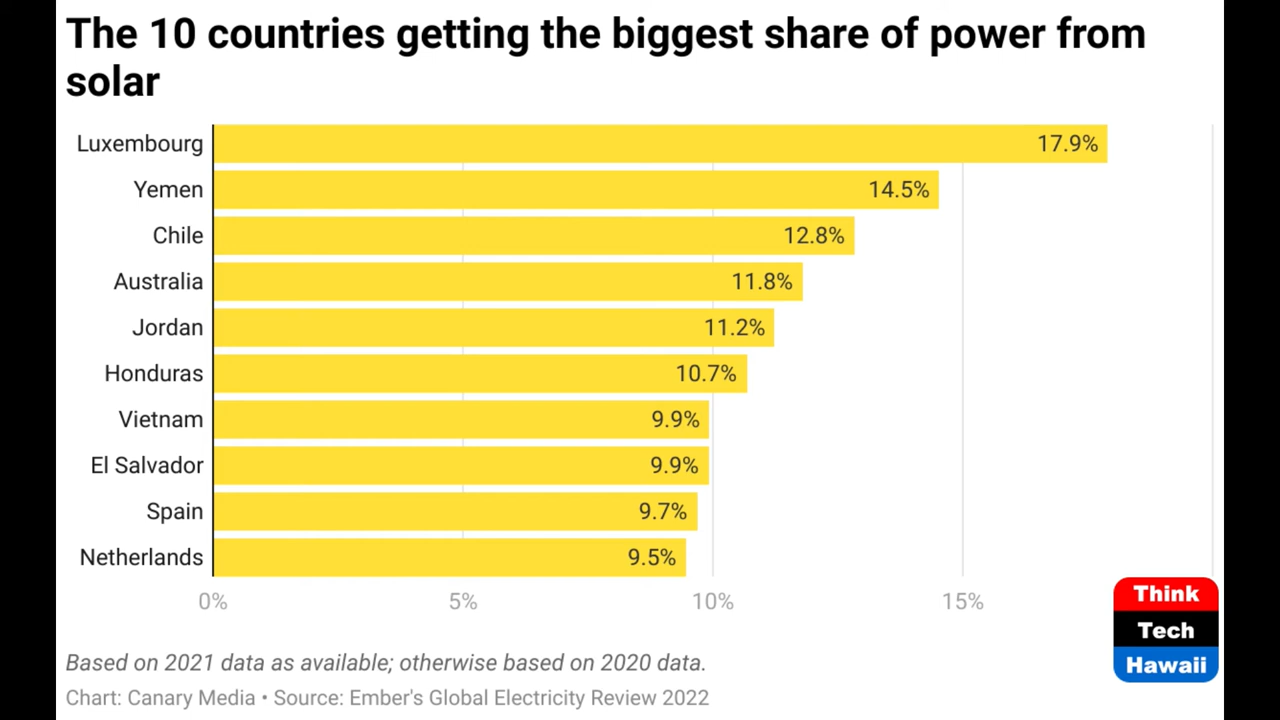 The 10 countries getting the biggest share of power from
solar
Luxembourg 17.9%
Yemen 14.5%
Chile 12.8%
Australia 11.8%
Jordan 11.2%
Honduras 10.7%
Vietnam 9.9%
El Salvador 9.9%
Spain 9.7%
Netherlands 9.5%
0% 5% 10% 15%
Based on 2021 data as available; otherwise based on 2020 data.
Chart: Canary Media • Source: Ember's Global Electricity Review 2022
Think
Tech
Hawaii